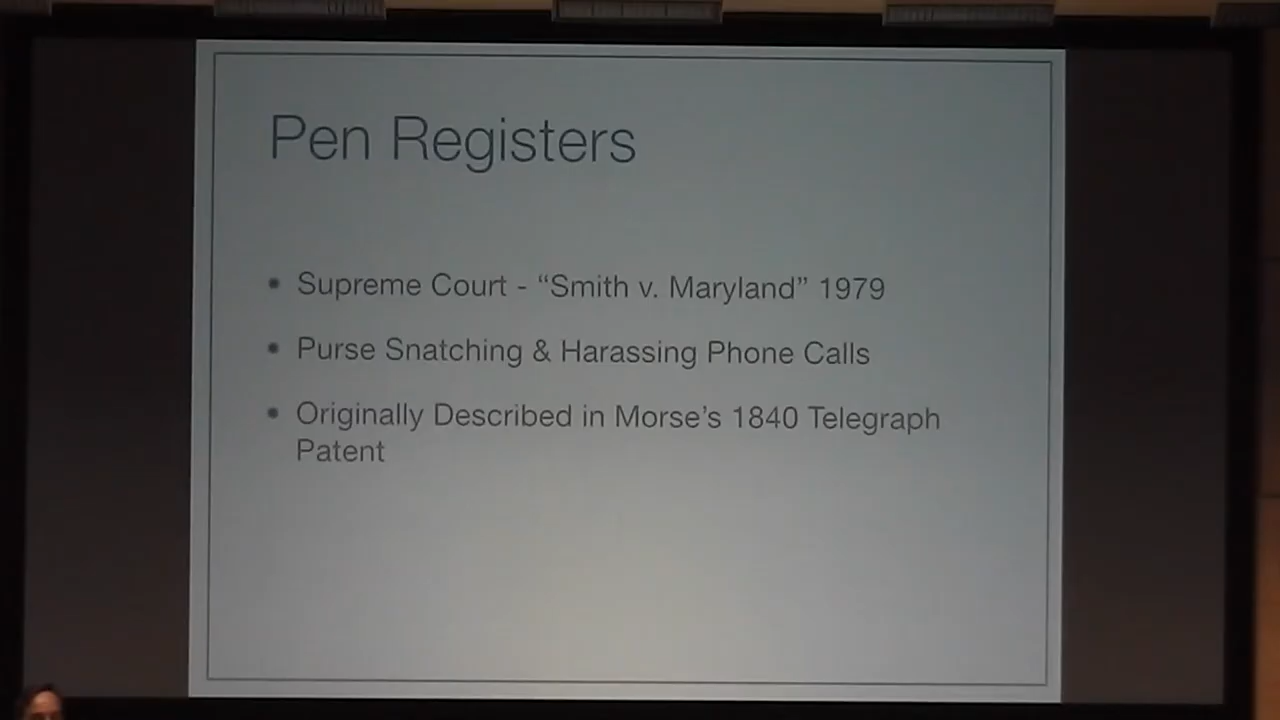 Pen Registers
• Supreme Court - “Smith v. Maryland” 1979
• Purse Snatching & Harassing Phone Calls
• Originally Described in Morse’s 1840 Telegraph
Patent